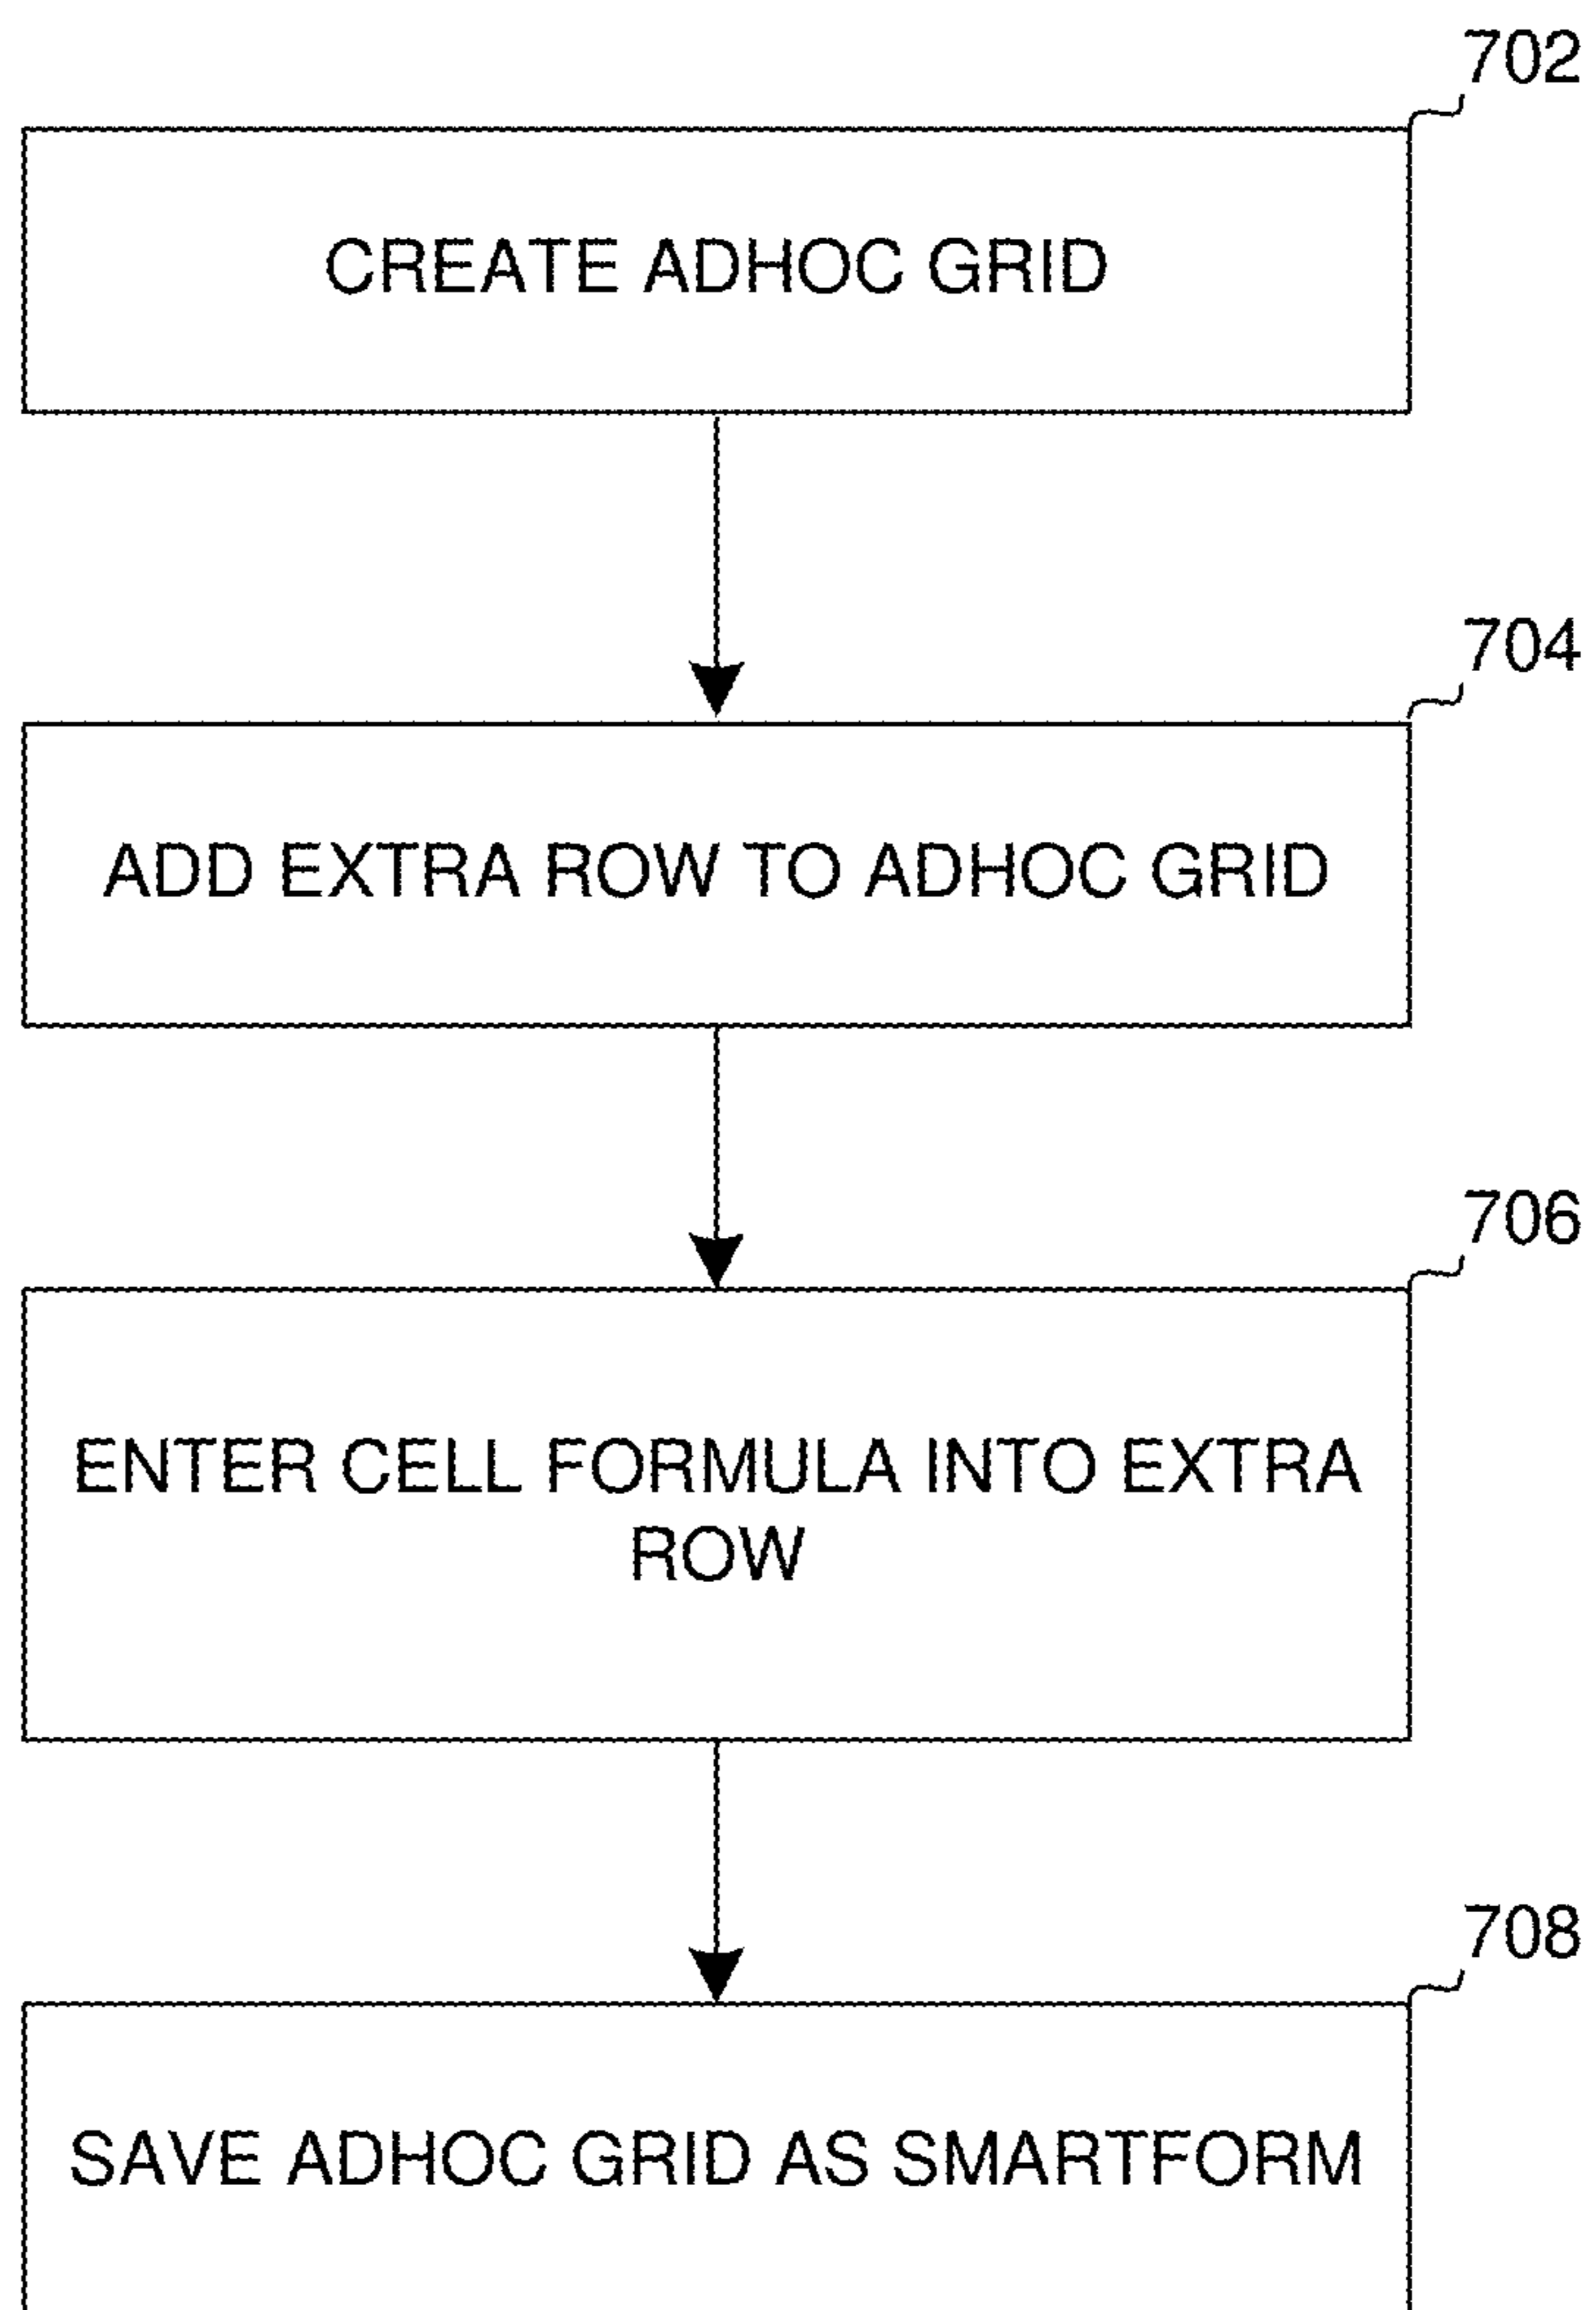 702
CREATE ADHOC GRID
704
ADD EXTRA ROW TO ADHOC GRID
706
ENTER CELL FORMULA INTO EXTRA
ROW
708
SAVE ADHOC GRID AS SMARTFORM